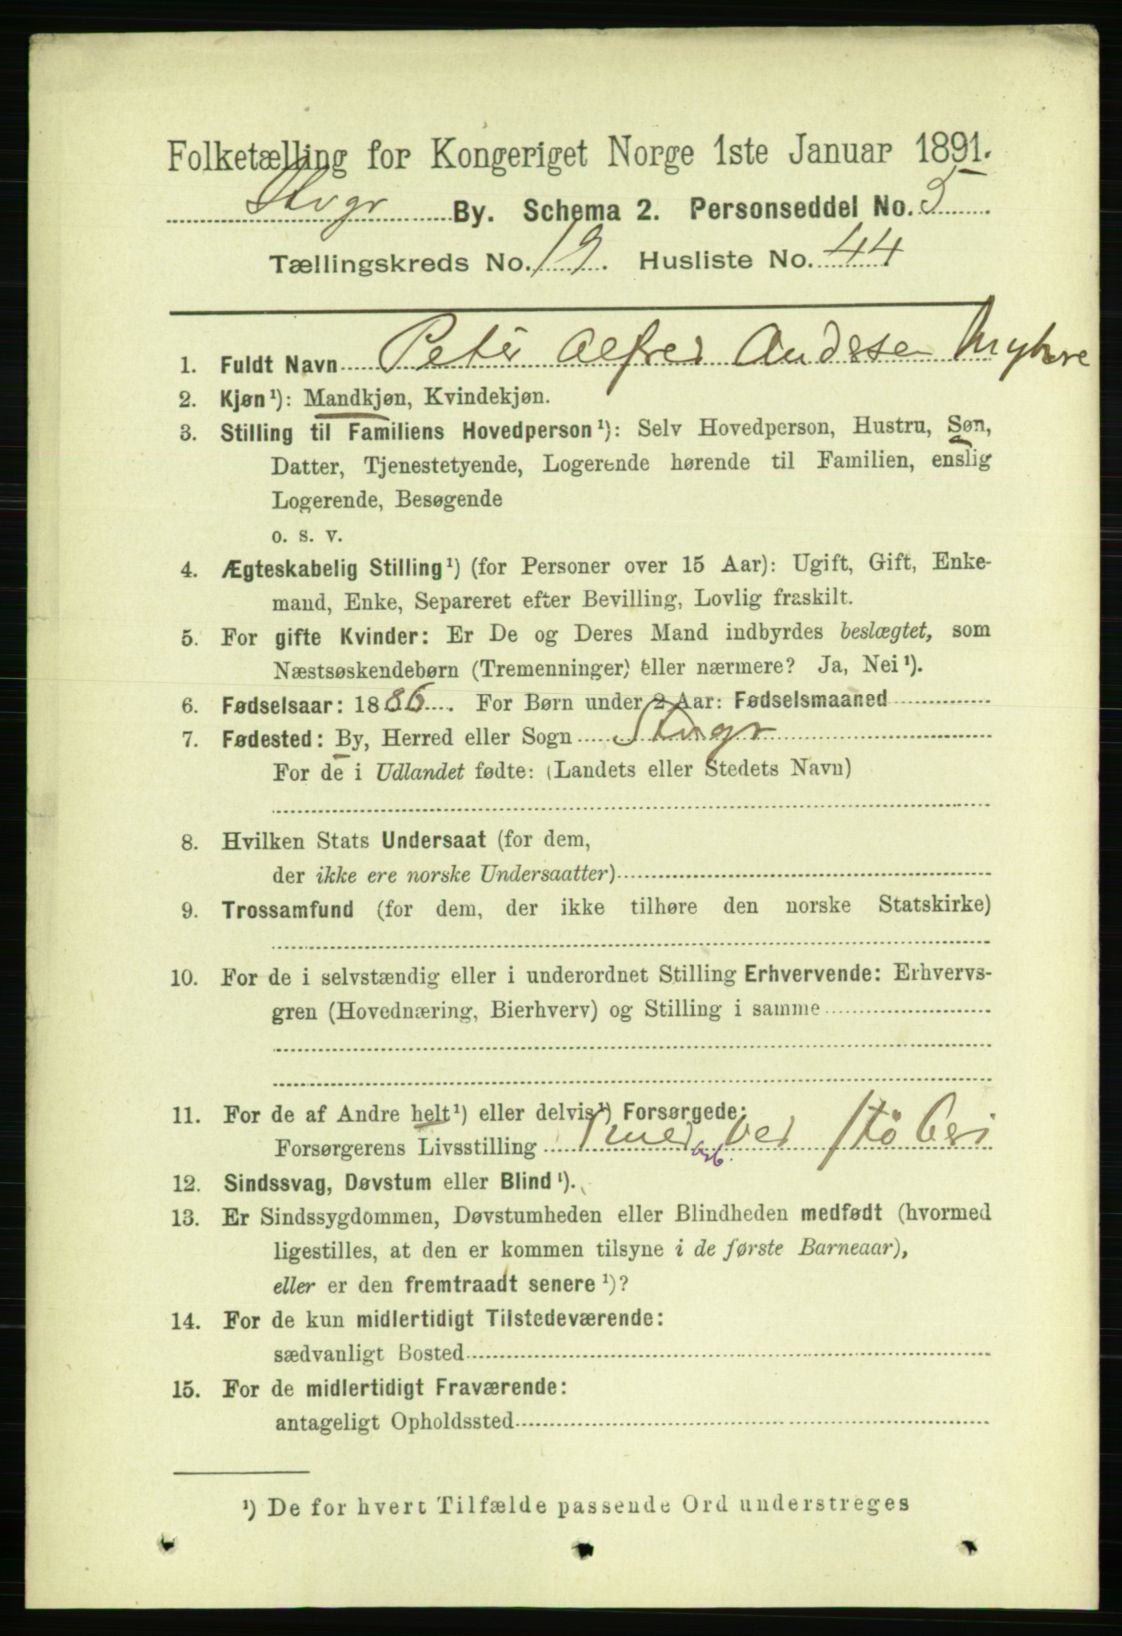 Folketælling for Kongeriget Norge 1ste Januar 1891.
Stvgr By. Schema 2. Personseddel No. 5
Tællingskreds No. 19. Husliste No. 44
1. Fuldt Navn Peter Alfred Andsen
2. Kjøn¹): Mandkjøn, Kvindekjøn.
3. Stilling til Familiens Hovedperson¹): Selv Hovedperson, Hustru, Søn,
Datter, Tjenestetyende, Logerende hørende til Familien, enslig
Logerende, Besøgende
o. s. v.
4. Ægteskabelig Stilling¹) (for Personer over 15 Aar): Ugift, Gift, Enke-
mand, Enke, Separeret efter Bevilling, Lovlig fraskilt.
5. For gifte Kvinder: Er De og Deres Mand indbyrdes beslægtet, som
Næstsøskendebørn (Tremenninger) eller nærmere? Ja, Nei¹).
6. Fødselsaar: 1886. For Børn under 2 Aar: Fødselsmaaned
7. Fødested: By, Herred eller Sogn Stvgr
For de i Udlandet fødte: (Landets eller Stedets Navn)
8. Hvilken Stats Undersaat (for dem,
der ikke ere norske Undersaatter)
9. Trossamfund (for dem, der ikke tilhøre den norske Statskirke)
10. For de i selvstændig eller i underordnet Stilling Erhvervende: Erhvervs-
gren (Hovednæring, Bierhverv) og Stilling i samme
11. For de af Andre helt¹) eller delvis¹) Forsørgede:
Forsørgerens Livsstilling ved Støberi
12. Sindssvag, Døvstum eller Blind¹).
13. Er Sindssygdommen, Døvstumheden eller Blindheden medfødt (hvormed
ligestilles, at den er kommen tilsyne i de første Barneaar),
eller er den fremtraadt senere¹)?
14. For de kun midlertidigt Tilstedeværende:
sædvanligt Bosted
15. For de midlertidigt Fraværende:
antageligt Opholdssted
¹) De for hvert Tilfælde passende Ord understreges